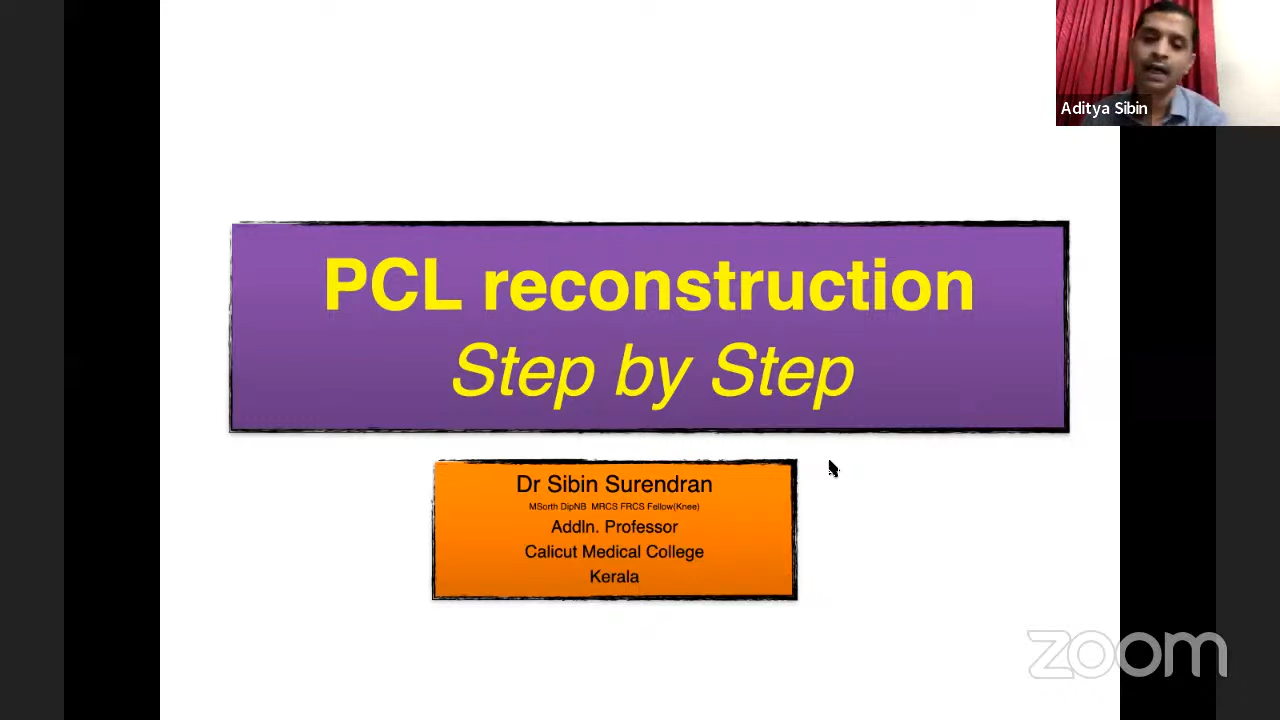 Aditya Sibin
PCL reconstruction
Step by Step
Dr Sibin Surendran
MSorth DipNB MRCS FRCS Fellow(Knee)
Addln. Professor
Calicut Medical College
Kerala
zoom